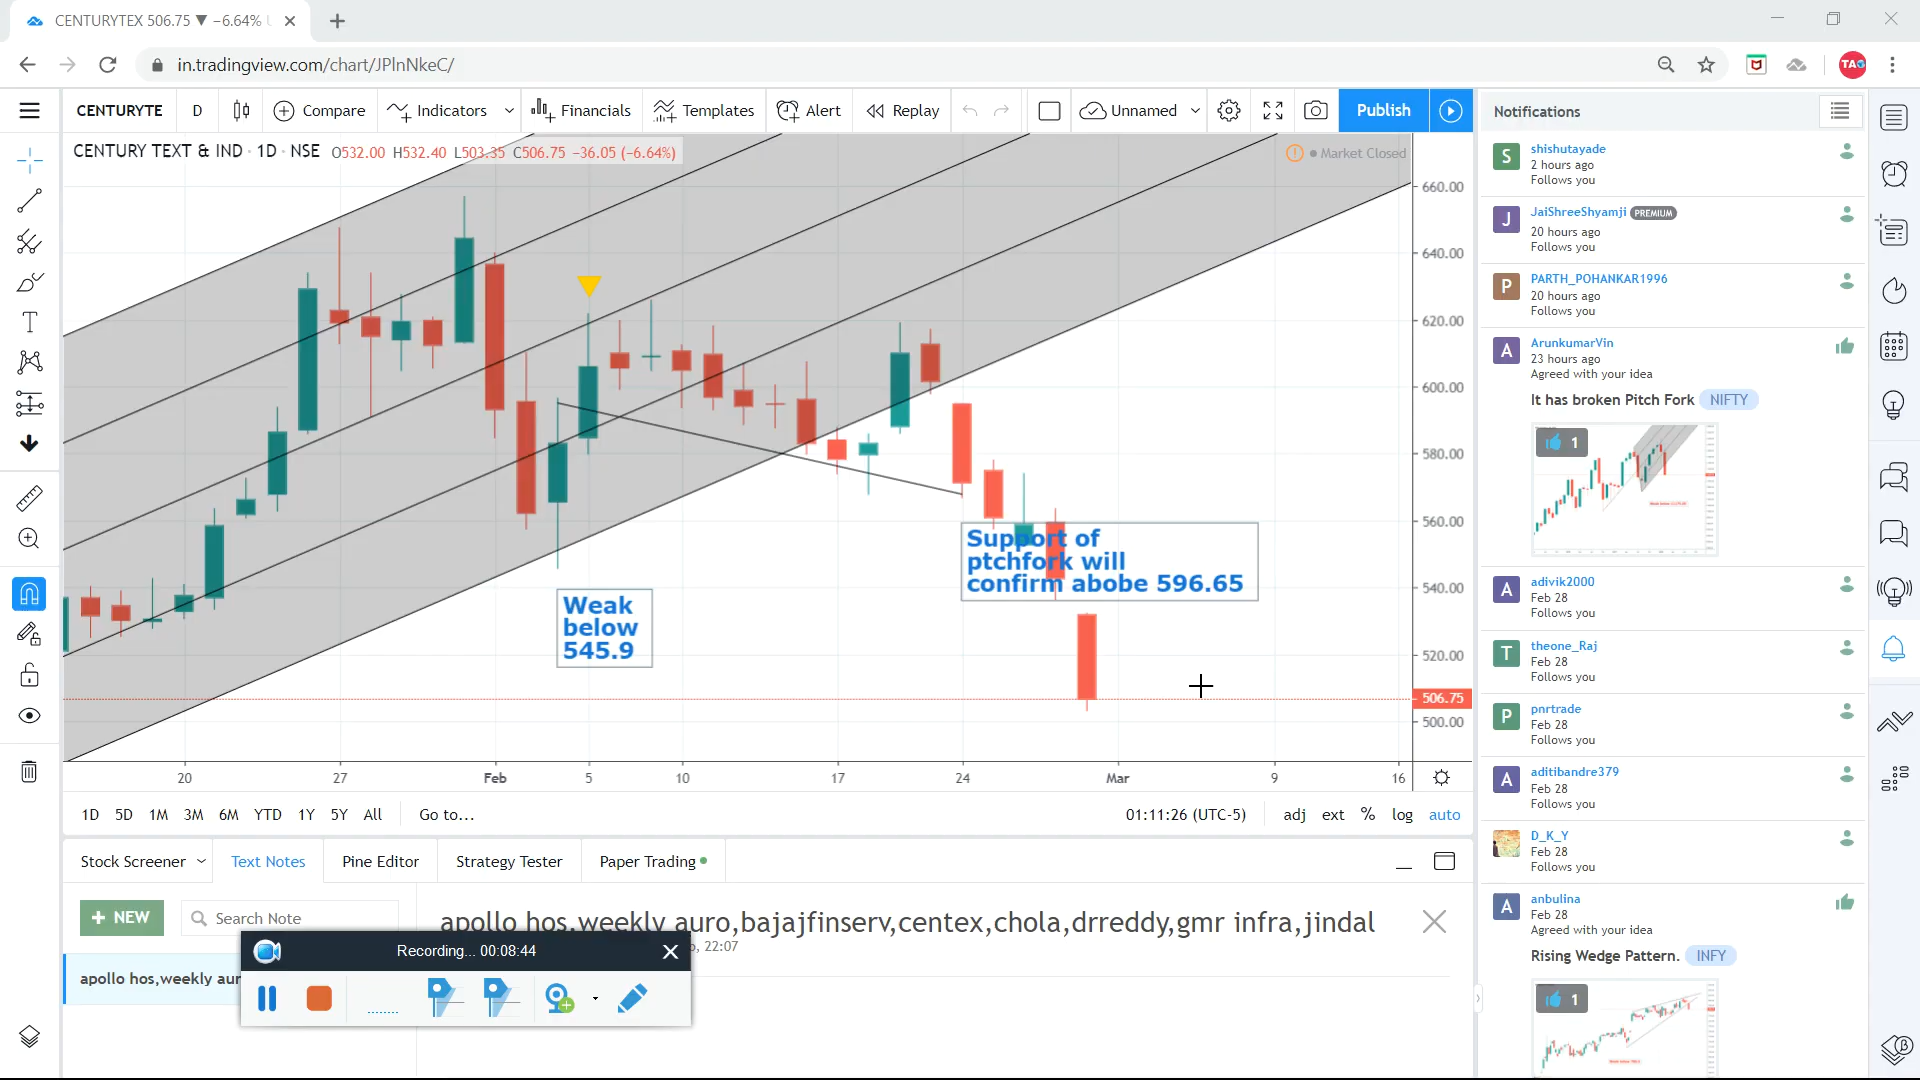 CENTURYTEX 506.75 ▼ −6.64%
in.tradingview.com/chart/JPlnNkeC/
TAG
CENTURYTE
D
Compare
Indicators
Financials
Templates
Alert
Replay
Unnamed
Publish
Notifications
CENTURY TEXT & IND · 1D · NSE O532.00 H532.40 L503.35 C506.75 −36.05 (−6.64%)
Market Closed
660.00
640.00
620.00
600.00
580.00
560.00
540.00
520.00
506.75
500.00
Support of
ptchfork will
confirm abobe 596.65
Weak
below
545.9
20 27 Feb 5 10 17 24 Mar 9 16
1D 5D 1M 3M 6M YTD 1Y 5Y All Go to...
01:11:26 (UTC-5) adj ext % log auto
Stock Screener
Text Notes
Pine Editor
Strategy Tester
Paper Trading
+ NEW
Search Note
apollo hos,weekly auro,bajajfinserv,centex,chola,drreddy,gmr infra,jindal
22:07
apollo hos,weekly aur
Recording... 00:08:44
S
shishutayade
2 hours ago
Follows you
J
JaiShreeShyamji PREMIUM
20 hours ago
Follows you
P
PARTH_POHANKAR1996
20 hours ago
Follows you
A
ArunkumarVin
23 hours ago
Agreed with your idea
It has broken Pitch Fork NIFTY
1
A
adivik2000
Feb 28
Follows you
T
theone_Raj
Feb 28
Follows you
P
pnrtrade
Feb 28
Follows you
A
aditibandre379
Feb 28
Follows you
D_K_Y
Feb 28
Follows you
A
anbulina
Feb 28
Agreed with your idea
Rising Wedge Pattern. INFY
1